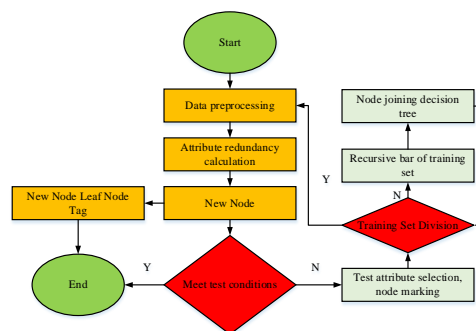 Start
Data preprocessing
Attribute redundancy
calculation
New Node
New Node Leaf Node
Tag
End
Y
Meet test conditions
N
Test attribute selection,
node marking
Training Set Division
Y
N
Recursive bar of training
set
Node joining decision
tree